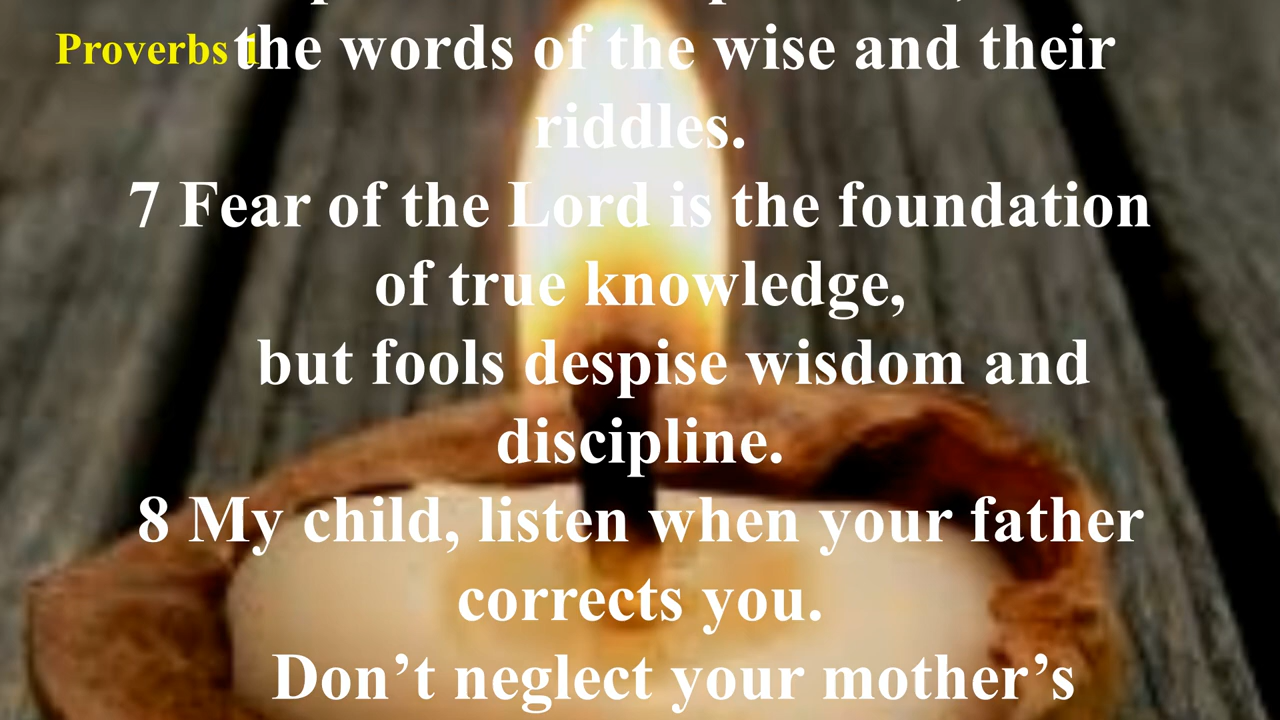 Proverbs 1
the words of the wise and their
riddles.
7 Fear of the Lord is the foundation
of true knowledge,
but fools despise wisdom and
discipline.
8 My child, listen when your father
corrects you.
Don’t neglect your mother’s